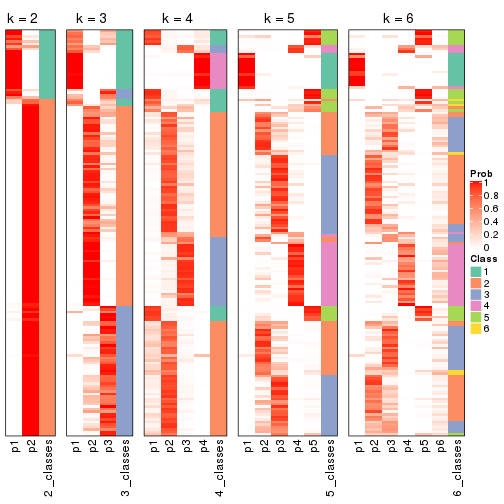 k = 2
k = 3
k = 4
k = 5
k = 6
Prob
1
0.8
0.6
0.4
0.2
0
Class
1
2
3
4
5
6
p1
p2
2_classes
p1
p2
p3
3_classes
p1
p2
p3
p4
4_classes
p1
p2
p3
p4
p5
5_classes
p1
p2
p3
p4
p5
p6
6_classes